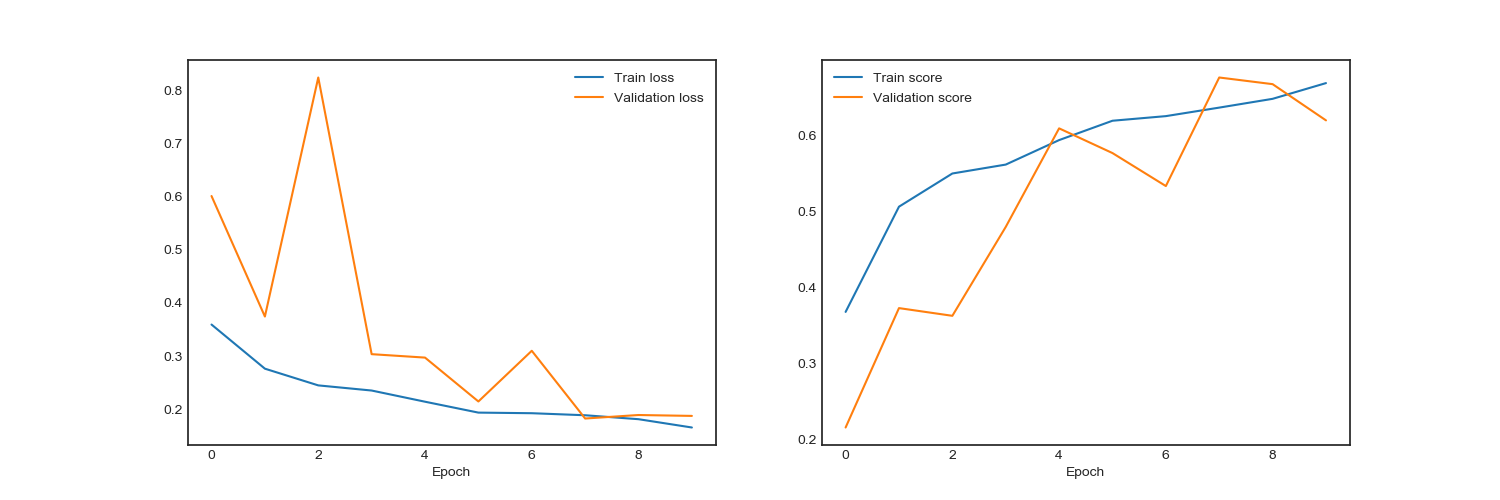 0.8
0.7
0.6
0.5
0.4
0.3
0.2
0 2 4 6 8
Epoch
Train loss
Validation loss
0.6
0.5
0.4
0.3
0.2
0 2 4 6 8
Epoch
Train score
Validation score